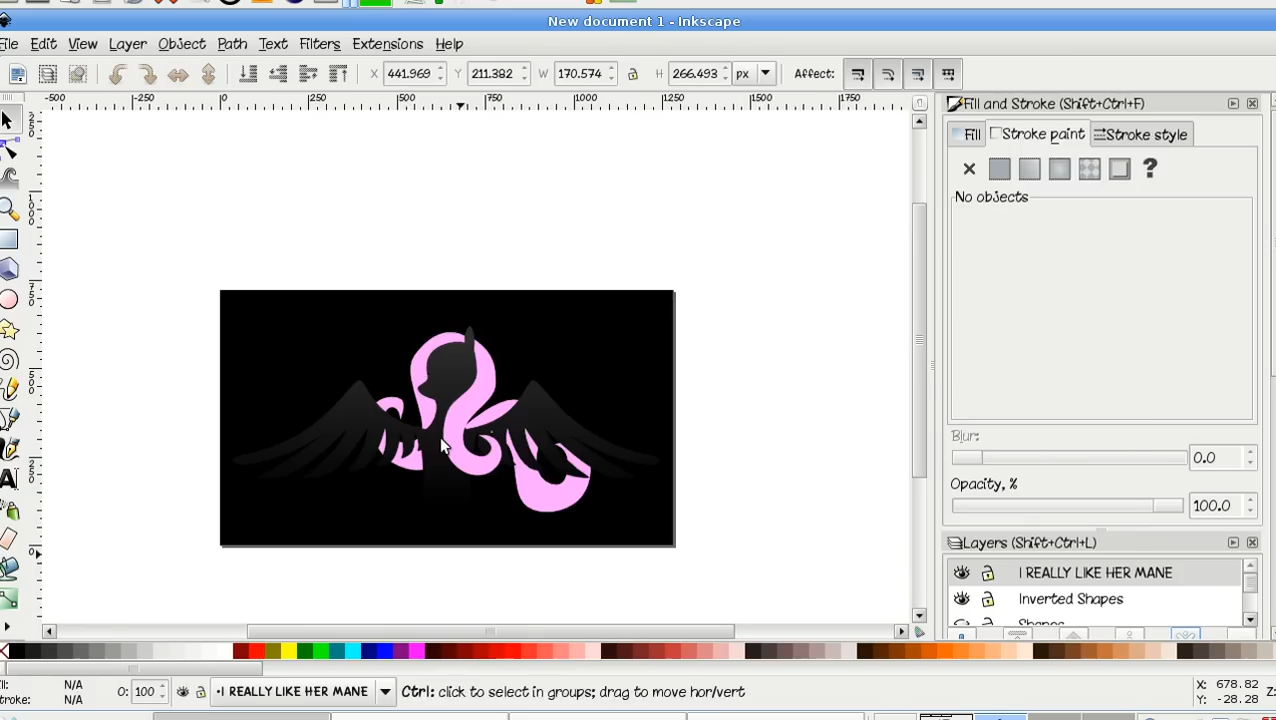 New document 1 - Inkscape
File Edit View Layer Object Path Text Filters Extensions Help
X 441.969 Y 211.382 W 170.574 H 266.493 px Affect:
-500 -250 0 250 500 750 1000 1250 1500 1750
Fill and Stroke (Shift+Ctrl+F)
Fill Stroke paint Stroke style
?
No objects
Blur:
0.0
Opacity, %
100.0
Layers (Shift+Ctrl+L)
I REALLY LIKE HER MANE
Inverted Shapes
Shapes
Fill: N/A O: 100 •I REALLY LIKE HER MANE Ctrl: click to select in groups; drag to move hor/vert X: 678.82 Z:
Stroke: N/A Y: -28.28